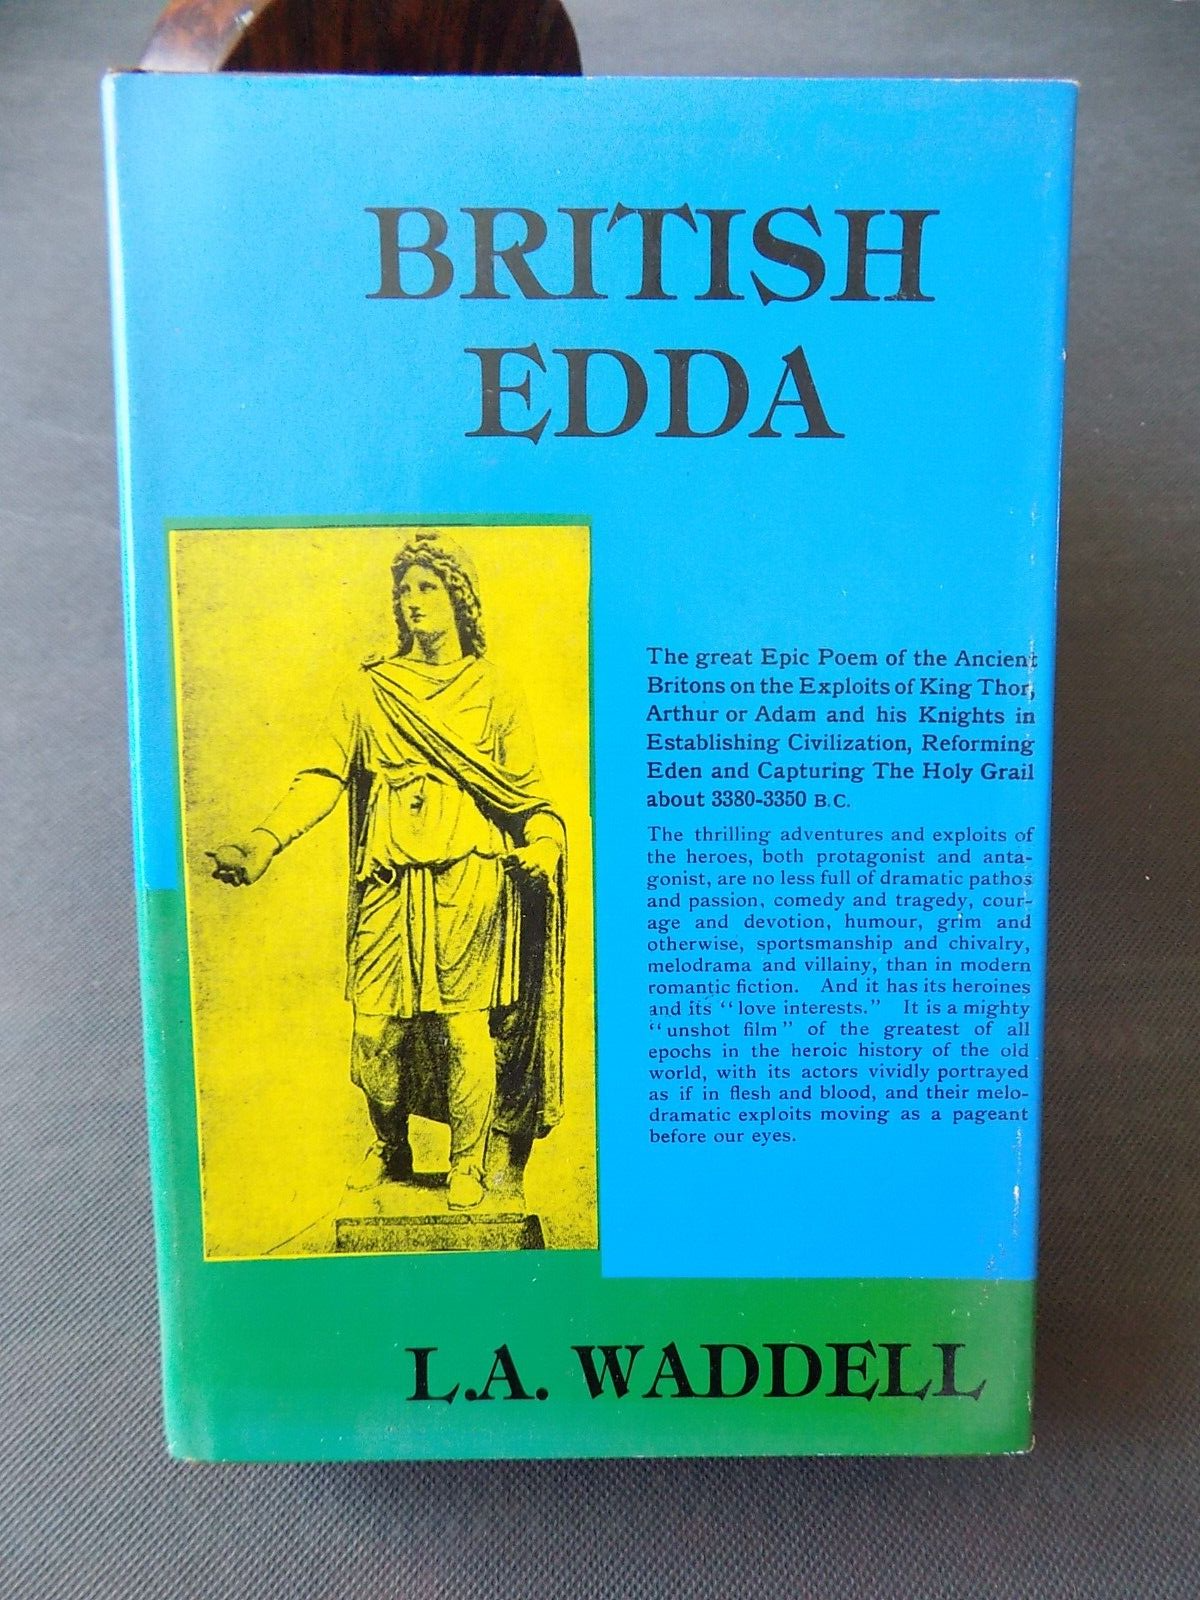 BRITISH
EDDA
The great Epic Poem of the Ancient
Britons on the Exploits of King Thor,
Arthur or Adam and his Knights in
Establishing Civilization, Reforming
Eden and Capturing The Holy Grail
about 3380-3350 B.C.
The thrilling adventures and exploits of
the heroes, both protagonist and anta-
gonist, are no less full of dramatic pathos
and passion, comedy and tragedy, cour-
age and devotion, humour, grim and
otherwise, sportsmanship and chivalry,
melodrama and villainy, than in modern
romantic fiction. And it has its heroines
and its "love interests." It is a mighty
"unshot film" of the greatest of all
epochs in the heroic history of the old
world, with its actors vividly portrayed
as if in flesh and blood, and their melo-
dramatic exploits moving as a pageant
before our eyes.
L.A. WADDELL